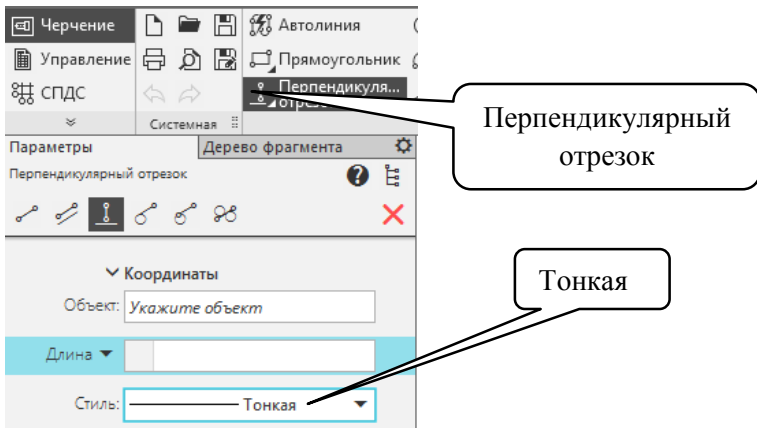 Черчение
Автолиния
Управление
Прямоугольник
СПДС
Перпендикуля...
отрезок
Системная
Перпендикулярный
отрезок
Параметры
Дерево фрагмента
Перпендикулярный отрезок
Координаты
Объект: Укажите объект
Длина
Стиль: Тонкая
Тонкая